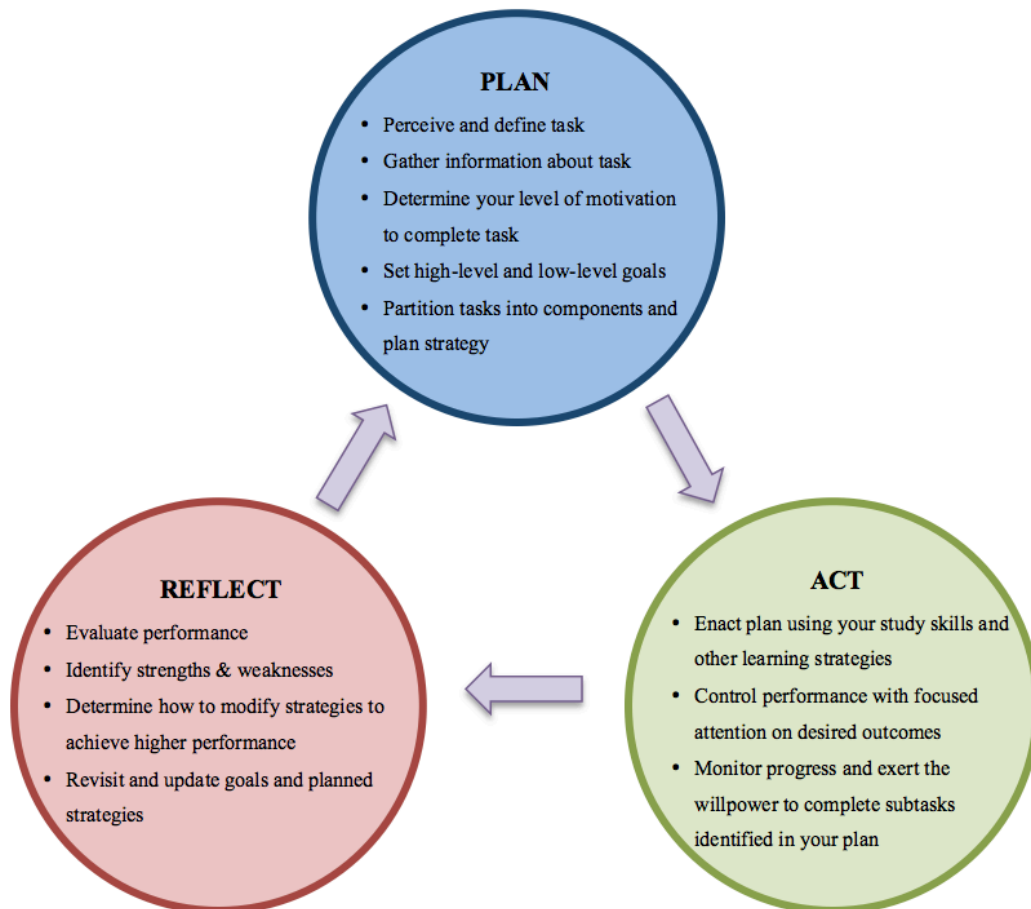 PLAN
• Perceive and define task
• Gather information about task
• Determine your level of motivation
to complete task
• Set high-level and low-level goals
• Partition tasks into components and
plan strategy
ACT
• Enact plan using your study skills and
other learning strategies
• Control performance with focused
attention on desired outcomes
• Monitor progress and exert the
willpower to complete subtasks
identified in your plan
REFLECT
• Evaluate performance
• Identify strengths & weaknesses
• Determine how to modify strategies to
achieve higher performance
• Revisit and update goals and planned
strategies